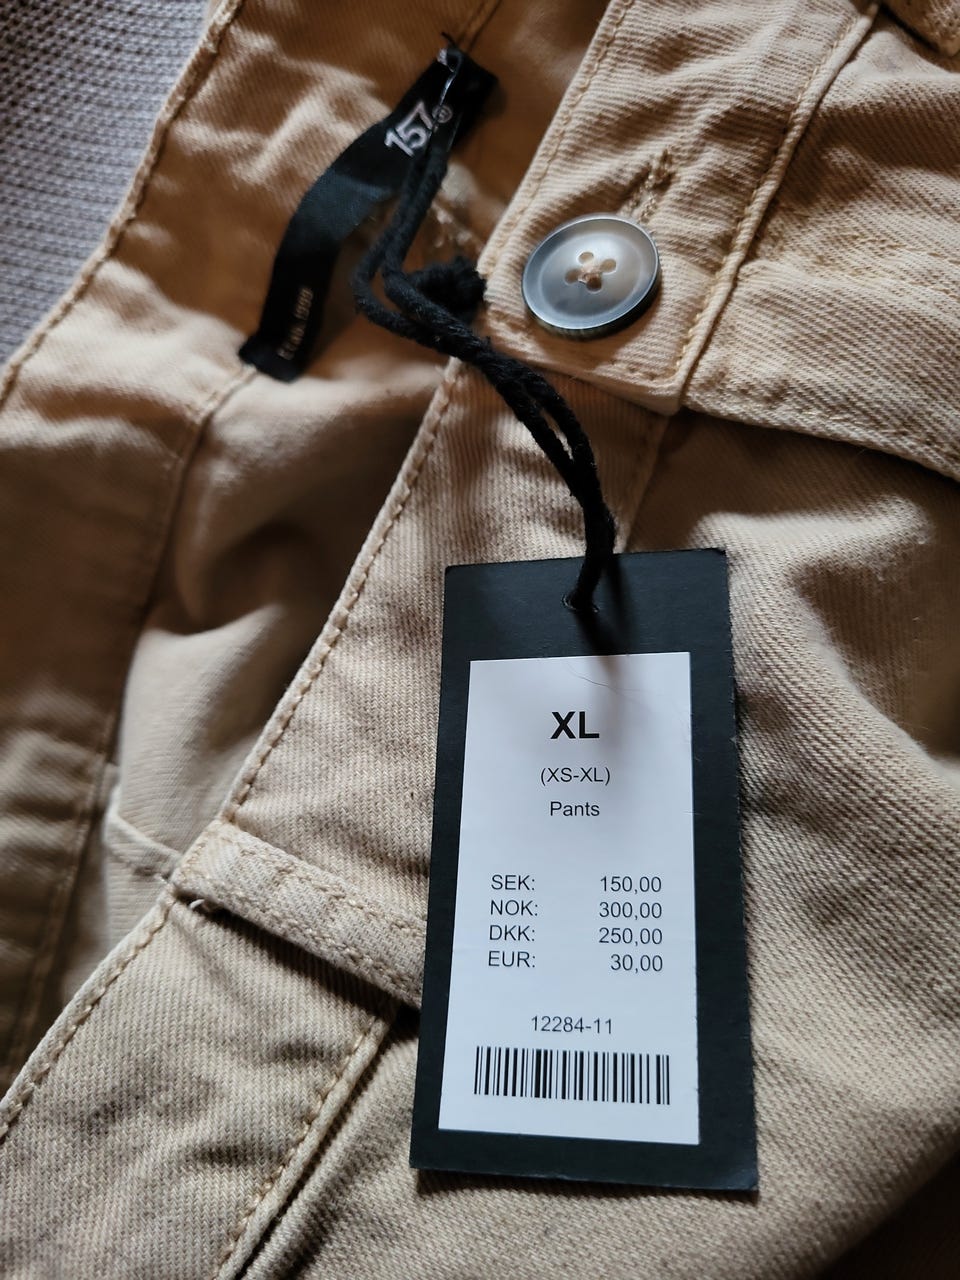 157®
XL
(XS-XL)
Pants
SEK: 150,00
NOK: 300,00
DKK: 250,00
EUR: 30,00
12284-11